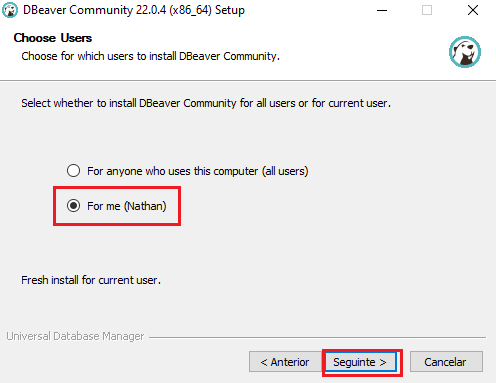 DBeaver Community 22.0.4 (x86_64) Setup
Choose Users
Choose for which users to install DBeaver Community.
Select whether to install DBeaver Community for all users or for current user.
For anyone who uses this computer (all users)
For me (Nathan)
Fresh install for current user.
Universal Database Manager
< Anterior
Seguinte >
Cancelar